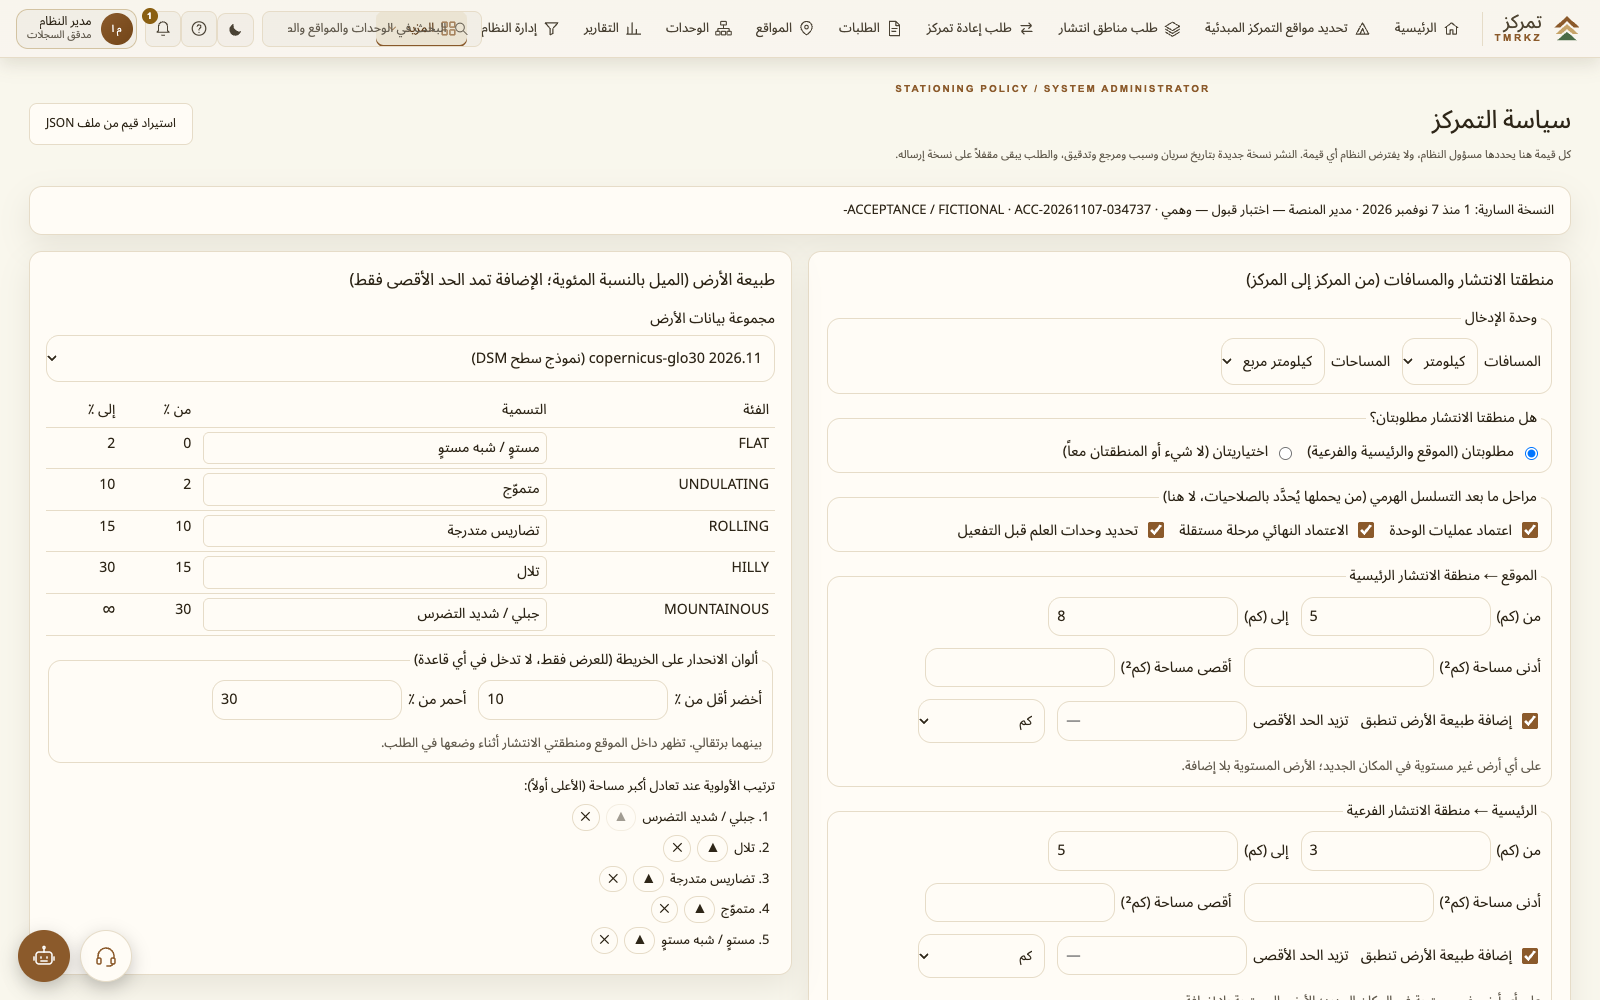 تمركز
TMRKZ
الرئيسية
تحديد مواقع التمركز المبدئية
طلب مناطق انتشار
طلب إعادة تمركز
الطلبات
المواقع
الوحدات
التقارير
إدارة النظام
1
مدير النظام
مدقق السجلات
م ا
STATIONING POLICY / SYSTEM ADMINISTRATOR
سياسة التمركز
كل قيمة هنا يحددها مسؤول النظام، ولا يفترض النظام أي قيمة. النشر نسخة جديدة بتاريخ سريان وسبب ومرجع وتدقيق، والطلب يبقى مقفلاً على نسخة إرساله.
استيراد قيم من ملف JSON
النسخة السارية: 1 منذ 7 نوفمبر 2026 · مدير المنصة — اختبار قبول — وهمي · ACCEPTANCE / FICTIONAL · ACC-20261107-034737-
منطقتا الانتشار والمسافات (من المركز إلى المركز)
وحدة الإدخال
المسافات كيلومتر المساحات كيلومتر مربع
هل منطقتا الانتشار مطلوبتان؟
مطلوبتان (الموقع والرئيسية والفرعية) اختياريتان (لا شيء أو المنطقتان معاً)
مراحل ما بعد التسلسل الهرمي (من يحملها يُحدَّد بالصلاحيات، لا هنا)
اعتماد عمليات الوحدة الاعتماد النهائي مرحلة مستقلة تحديد وحدات العلم قبل التفعيل
الموقع ← منطقة الانتشار الرئيسية
من (كم) 5 إلى (كم) 8
أدنى مساحة (كم²) أقصى مساحة (كم²)
إضافة طبيعة الأرض تنطبق تزيد الحد الأقصى — كم
على أي أرض غير مستوية في المكان الجديد؛ الأرض المستوية بلا إضافة.
الرئيسية ← منطقة الانتشار الفرعية
من (كم) 3 إلى (كم) 5
أدنى مساحة (كم²) أقصى مساحة (كم²)
إضافة طبيعة الأرض تنطبق تزيد الحد الأقصى — كم
طبيعة الأرض (الميل بالنسبة المئوية؛ الإضافة تمد الحد الأقصى فقط)
مجموعة بيانات الأرض
copernicus-glo30 2026.11 (نموذج سطح DSM)
الفئة التسمية من ٪ إلى ٪
FLAT مستوٍ / شبه مستوٍ 0 2
UNDULATING متموّج 2 10
ROLLING تضاريس متدرجة 10 15
HILLY تلال 15 30
MOUNTAINOUS جبلي / شديد التضرس 30 ∞
ألوان الانحدار على الخريطة (للعرض فقط، لا تدخل في أي قاعدة)
أخضر أقل من ٪ 10 أحمر من ٪ 30
بينهما برتقالي. تظهر داخل الموقع ومنطقتي الانتشار أثناء وضعها في الطلب.
ترتيب الأولوية عند تعادل أكبر مساحة (الأعلى أولاً):
1. جبلي / شديد التضرس
2. تلال
3. تضاريس متدرجة
4. متموّج
5. مستوٍ / شبه مستوٍ